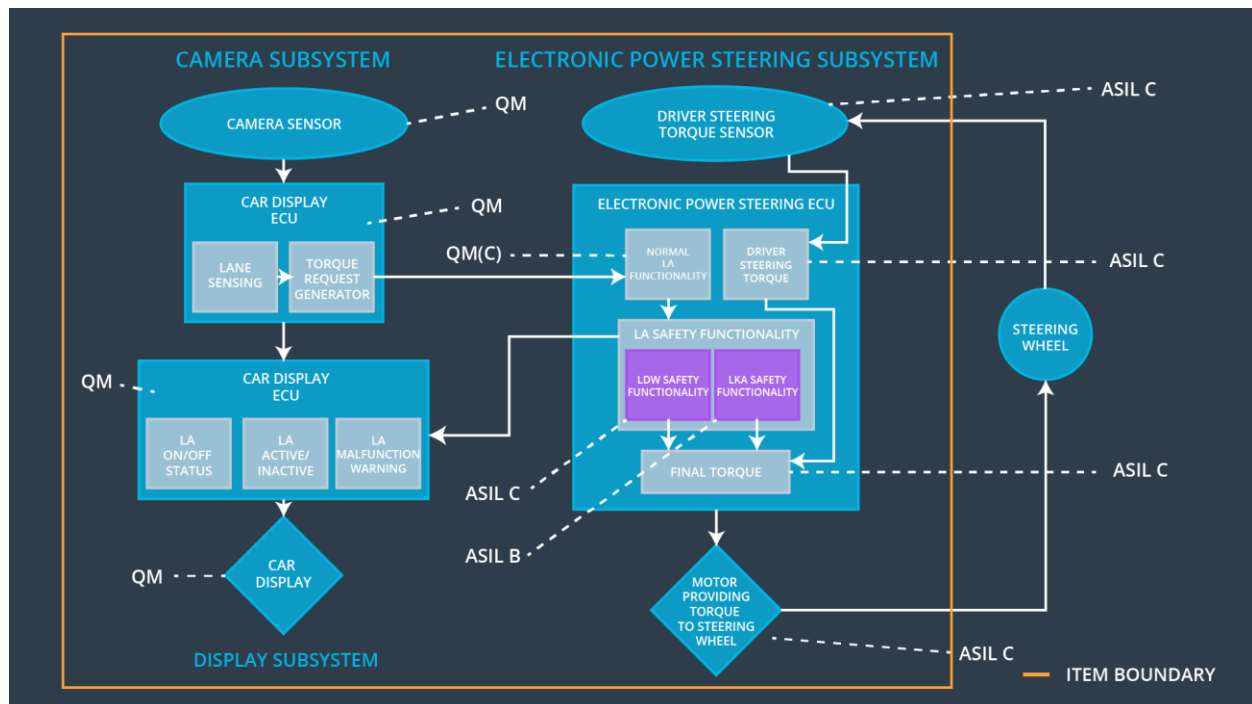 CAMERA SUBSYSTEM
ELECTRONIC POWER STEERING SUBSYSTEM
CAMERA SENSOR
QM
DRIVER STEERING
TORQUE SENSOR
ASIL C
CAR DISPLAY
ECU
QM
LANE
SENSING
TORQUE
REQUEST
GENERATOR
ELECTRONIC POWER STEERING ECU
QM(C)
NORMAL
LA
FUNCTIONALITY
DRIVER
STEERING
TORQUE
ASIL C
LA SAFETY FUNCTIONALITY
LDW SAFETY
FUNCTIONALITY
LKA SAFETY
FUNCTIONALITY
STEERING
WHEEL
QM
CAR DISPLAY
ECU
LA
ON/OFF
STATUS
LA
ACTIVE/
INACTIVE
LA
MALFUNCTION
WARNING
FINAL TORQUE
ASIL C
ASIL C
ASIL B
QM
CAR
DISPLAY
MOTOR
PROVIDING
TORQUE
TO STEERING
WHEEL
ASIL C
DISPLAY SUBSYSTEM
ITEM BOUNDARY